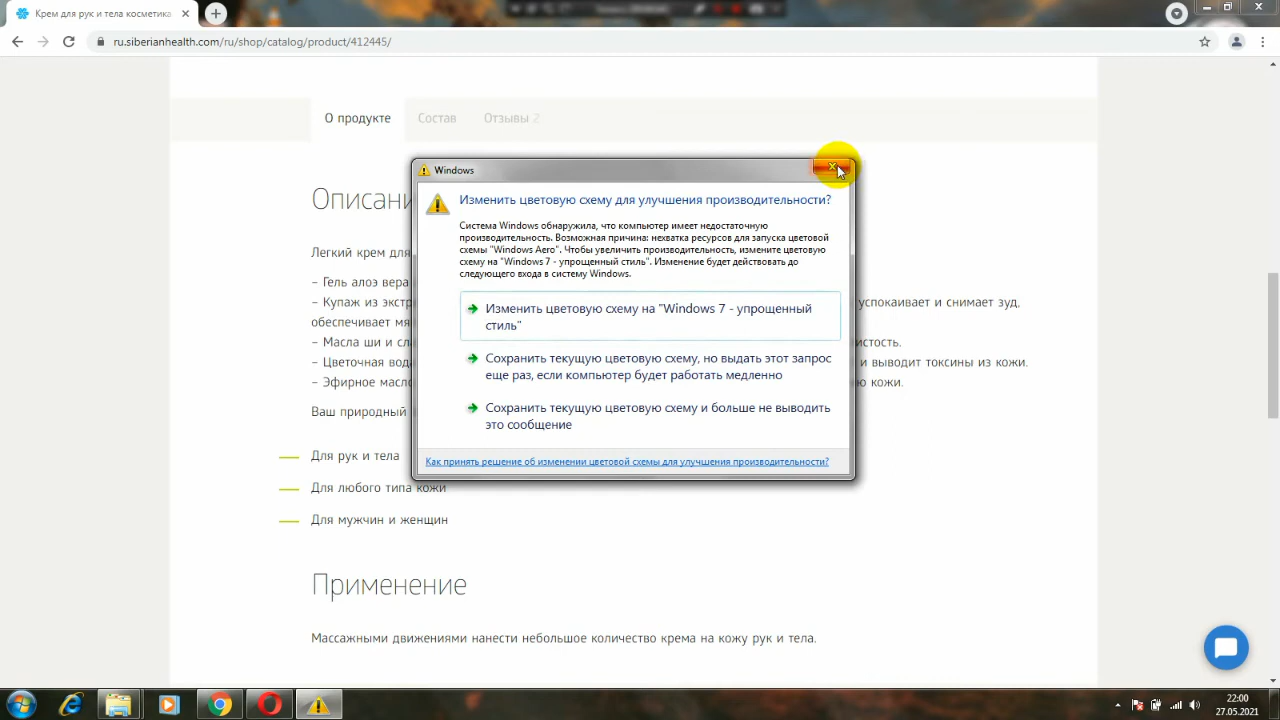 Крем для рук и тела косметика
ru.siberianhealth.com/ru/shop/catalog/product/412445/
О продукте
Состав
Отзывы 2
Windows
Изменить цветовую схему для улучшения производительности?
Система Windows обнаружила, что компьютер имеет недостаточную
производительность. Возможная причина: нехватка ресурсов для запуска цветовой
схемы "Windows Aero". Чтобы увеличить производительность, измените цветовую
схему на "Windows 7 - упрощенный стиль". Изменение будет действовать до
следующего входа в систему Windows.
Изменить цветовую схему на "Windows 7 - упрощенный
стиль"
Сохранить текущую цветовую схему, но выдать этот запрос
еще раз, если компьютер будет работать медленно
Сохранить текущую цветовую схему и больше не выводить
это сообщение
Как принять решение об изменении цветовой схемы для улучшения производительности?
Легкий крем для
– Гель алоэ вера
– Купаж из успокаивает и снимает зуд,
обеспечивает
– Масла ши и
– Цветочная вода и выводит токсины из кожи.
– Эфирное кожи.
Ваш природный
Для рук и тела
Для любого типа кожи
Для мужчин и женщин
Применение
Массажными движениями нанести небольшое количество крема на кожу рук и тела.
22:00
27.05.2021